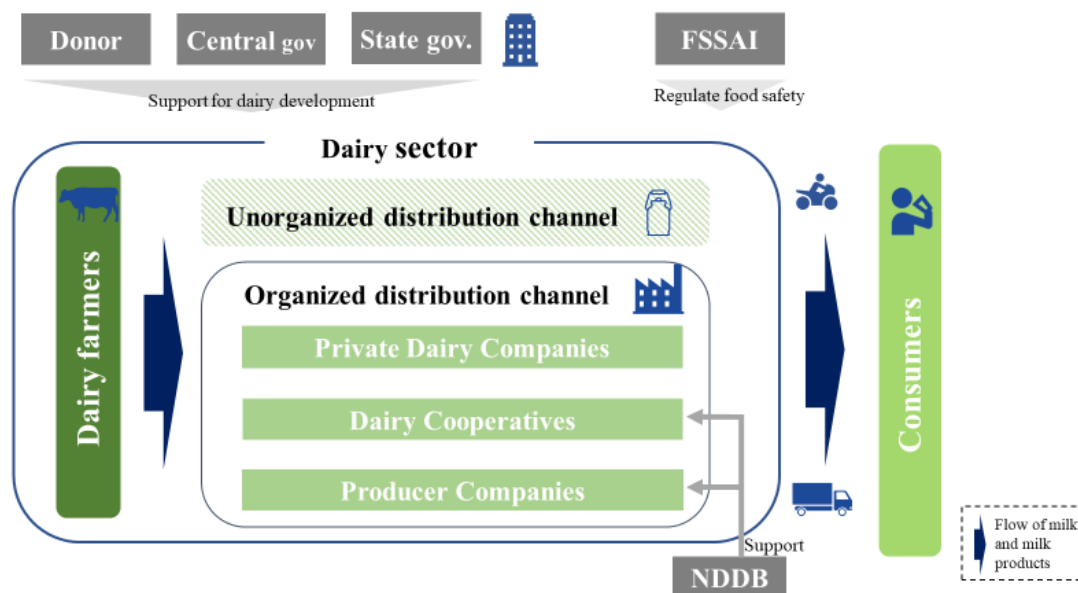 Donor
Central gov
State gov.
FSSAI
Support for dairy development
Regulate food safety
Dairy sector
Dairy farmers
Unorganized distribution channel
Organized distribution channel
Private Dairy Companies
Dairy Cooperatives
Producer Companies
Consumers
Support
NDDB
Flow of milk
and milk
products